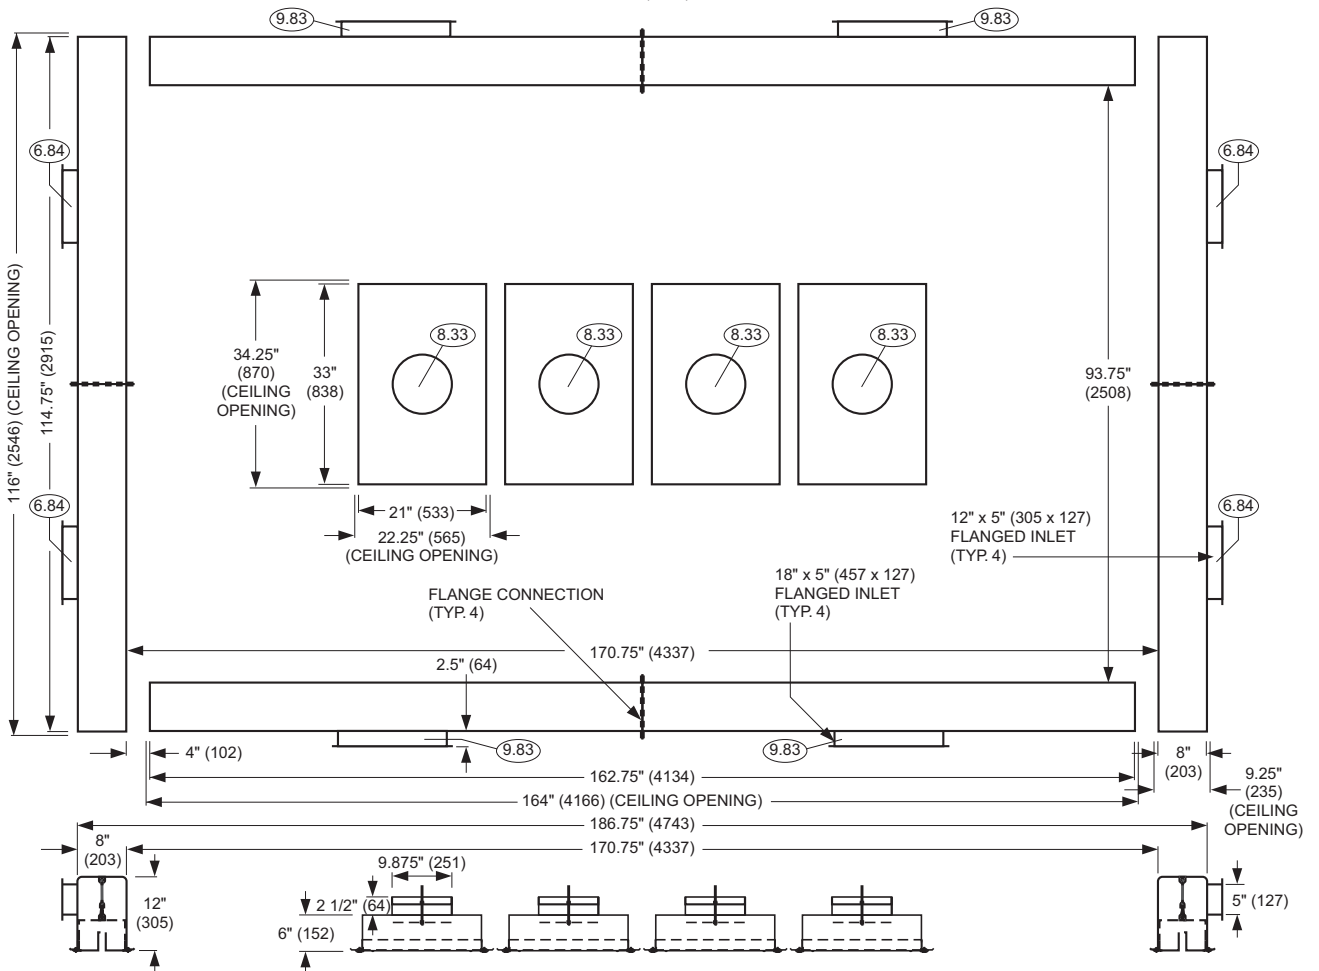 9.83
9.83
6.84
6.84
116" (2546) (CEILING OPENING)
114.75" (2915)
8.33
8.33
8.33
8.33
34.25"
(870)
(CEILING
OPENING)
33"
(838)
93.75"
(2508)
6.84
6.84
21" (533)
22.25" (565)
(CEILING OPENING)
12" x 5" (305 x 127)
FLANGED INLET
(TYP. 4)
18" x 5" (457 x 127)
FLANGED INLET
(TYP. 4)
FLANGE CONNECTION
(TYP. 4)
170.75" (4337)
2.5" (64)
4" (102)
9.83
9.83
8"
(203)
162.75" (4134)
9.25"
(235)
(CEILING
OPENING)
164" (4166) (CEILING OPENING)
186.75" (4743)
8"
(203)
170.75" (4337)
9.875" (251)
12"
(305)
2 1/2" (64)
5" (127)
6" (152)